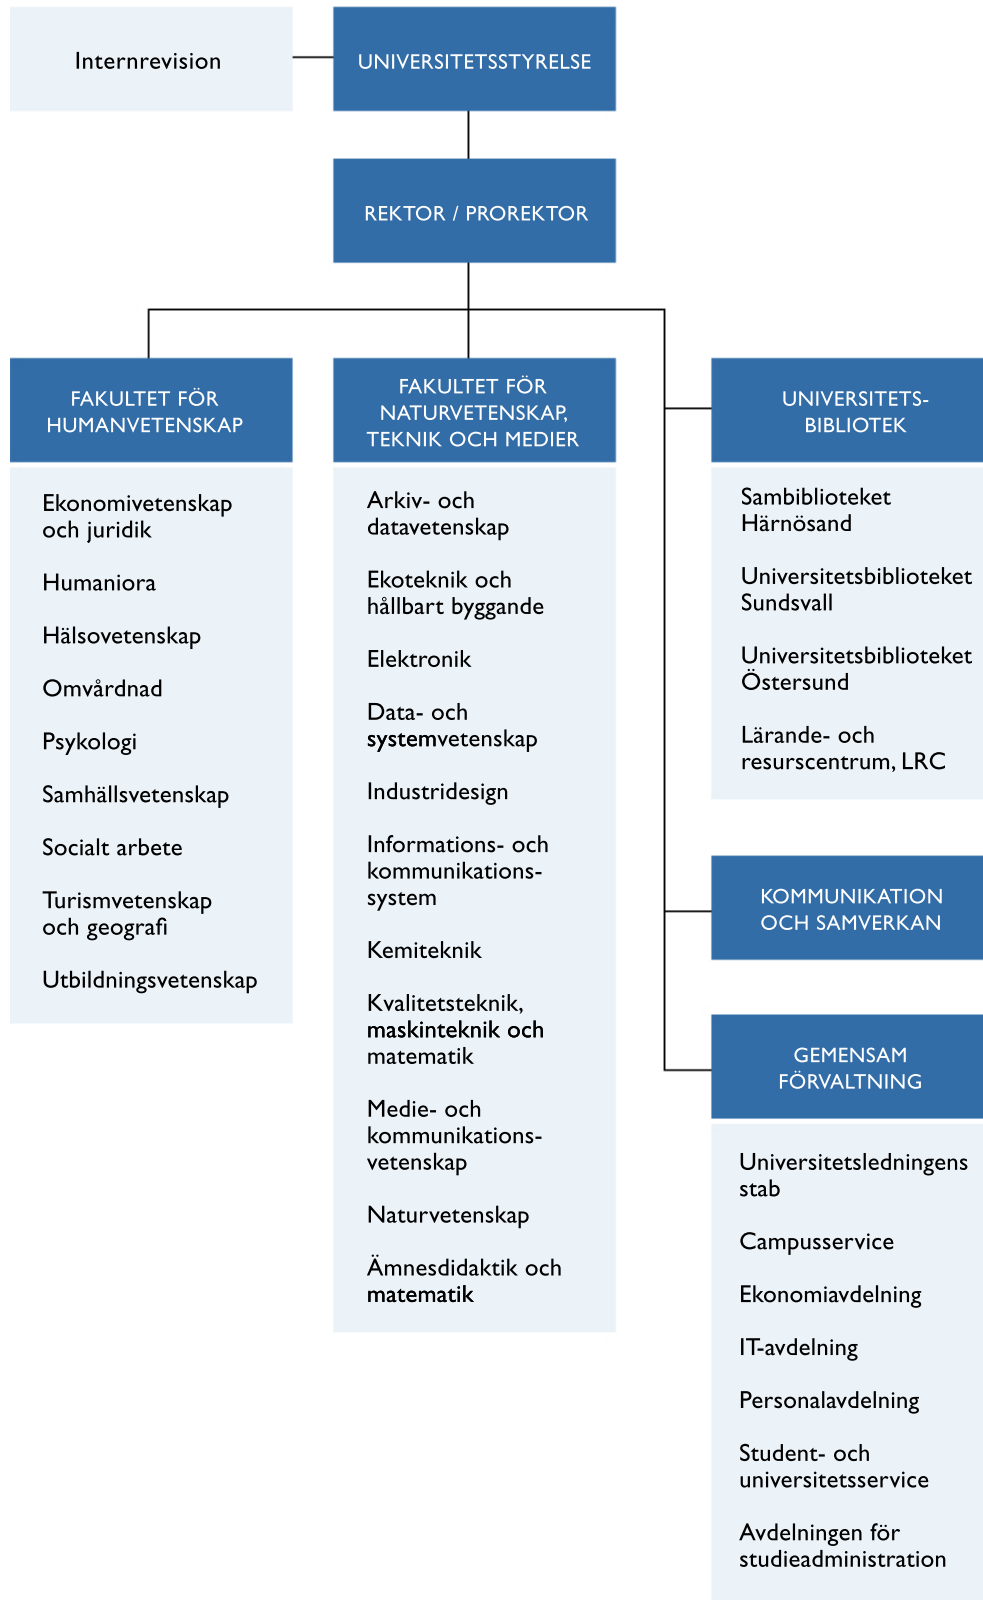 Internrevision
UNIVERSITETSSTYRELSE
REKTOR / PROREKTOR
FAKULTET FÖR
HUMANVETENSKAP
Ekonomivetenskap
och juridik
Humaniora
Hälsovetenskap
Omvårdnad
Psykologi
Samhällsvetenskap
Socialt arbete
Turismvetenskap
och geografi
Utbildningsvetenskap
FAKULTET FÖR
NATURVETENSKAP,
TEKNIK OCH MEDIER
Arkiv- och
datavetenskap
Ekoteknik och
hållbart byggande
Elektronik
Data- och
systemvetenskap
Industridesign
Informations- och
kommunikations-
system
Kemiteknik
Kvalitetsteknik,
maskinteknik och
matematik
Medie- och
kommunikations-
vetenskap
Naturvetenskap
Ämnesdidaktik och
matematik
UNIVERSITETS-
BIBLIOTEK
Sambiblioteket
Härnösand
Universitetsbiblioteket
Sundsvall
Universitetsbiblioteket
Östersund
Lärande- och
resurscentrum, LRC
KOMMUNIKATION
OCH SAMVERKAN
GEMENSAM
FÖRVALTNING
Universitetsledningens
stab
Campusservice
Ekonomiavdelning
IT-avdelning
Personalavdelning
Student- och
universitetsservice
Avdelningen för
studieadministration